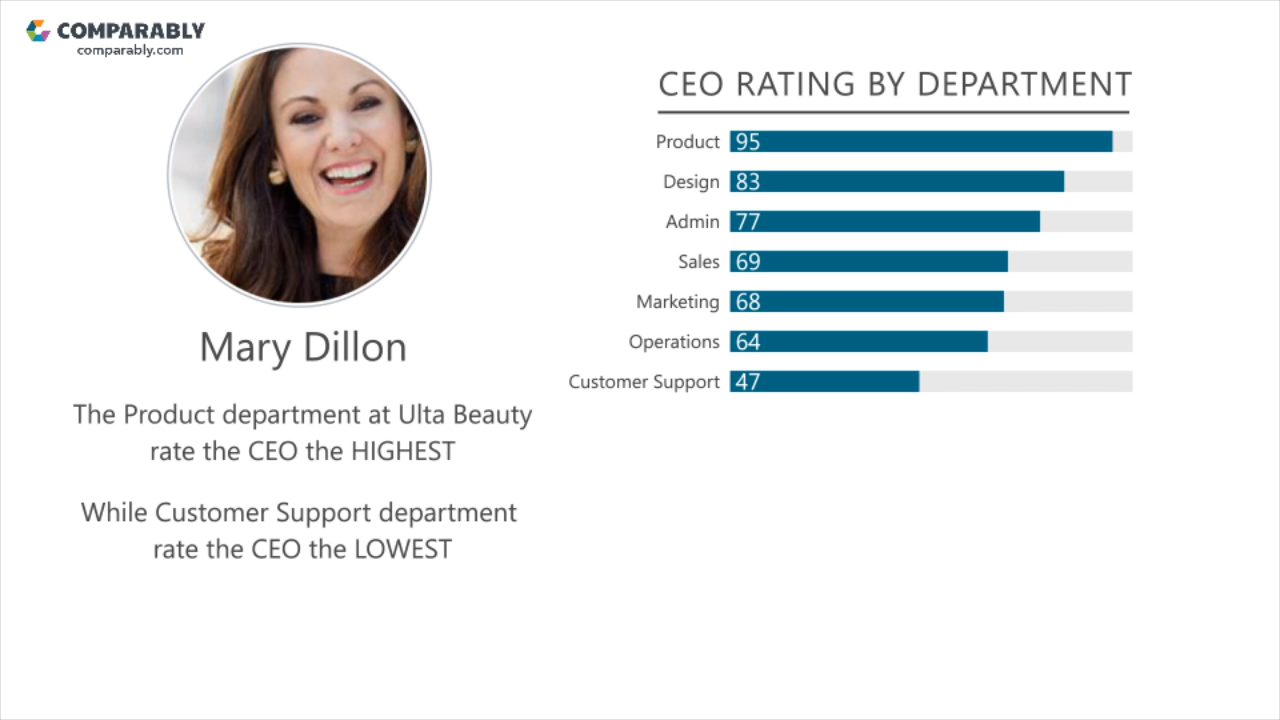 COMPARABLY
comparably.com
Mary Dillon
The Product department at Ulta Beauty
rate the CEO the HIGHEST
While Customer Support department
rate the CEO the LOWEST
CEO RATING BY DEPARTMENT
Product 95
Design 83
Admin 77
Sales 69
Marketing 68
Operations 64
Customer Support 47